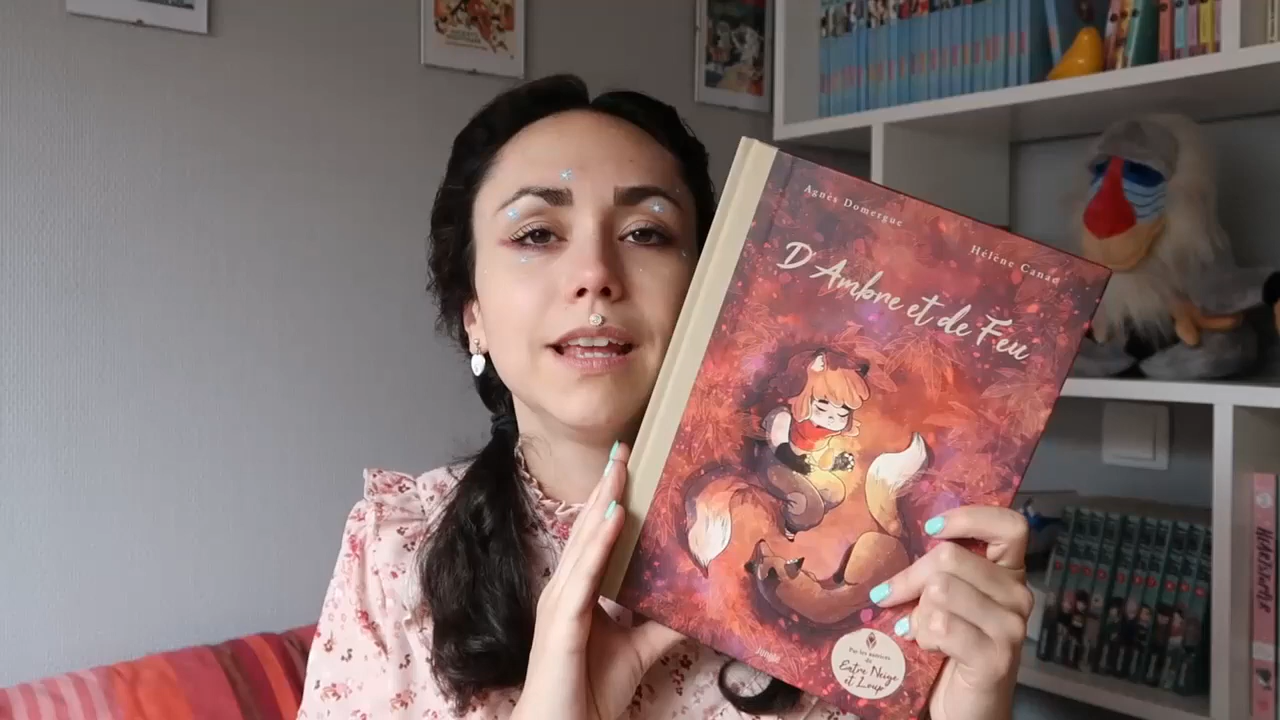 Agnès Domergue
Hélène Canac
D'Ambre et de Feu
Jungle
Par les autrices
de
Entre Neige
et Loup